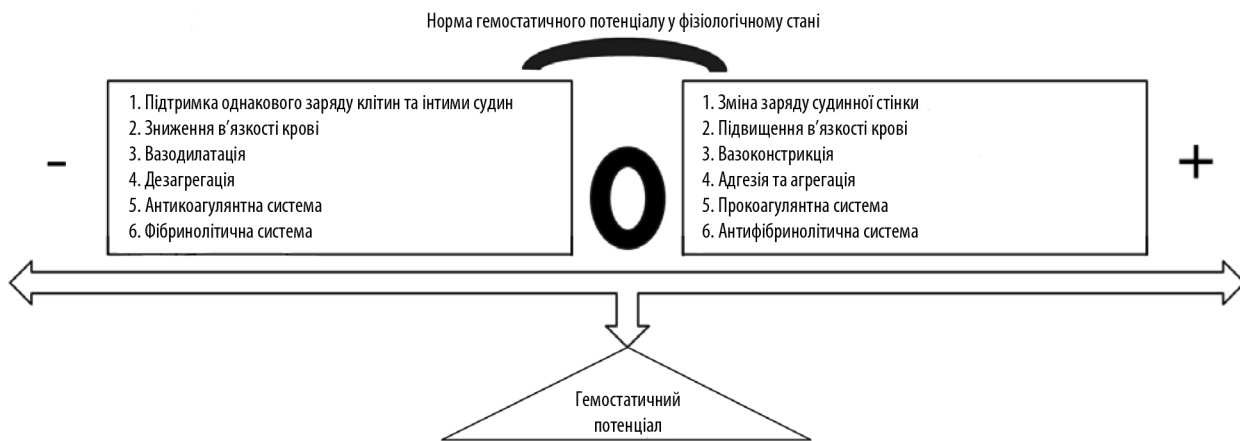 Норма гемостатичного потенціалу у фізіологічному стані
-
1. Підтримка однакового заряду клітин та інтими судин
2. Зниження в’язкості крові
3. Вазодилатація
4. Дезагрегація
5. Антикоагулянтна система
6. Фібринолітична система
0
1. Зміна заряду судинної стінки
2. Підвищення в’язкості крові
3. Вазоконстрикція
4. Адгезія та агрегація
5. Прокоагулянтна система
6. Антифібринолітична система
+
Гемостатичний
потенціал